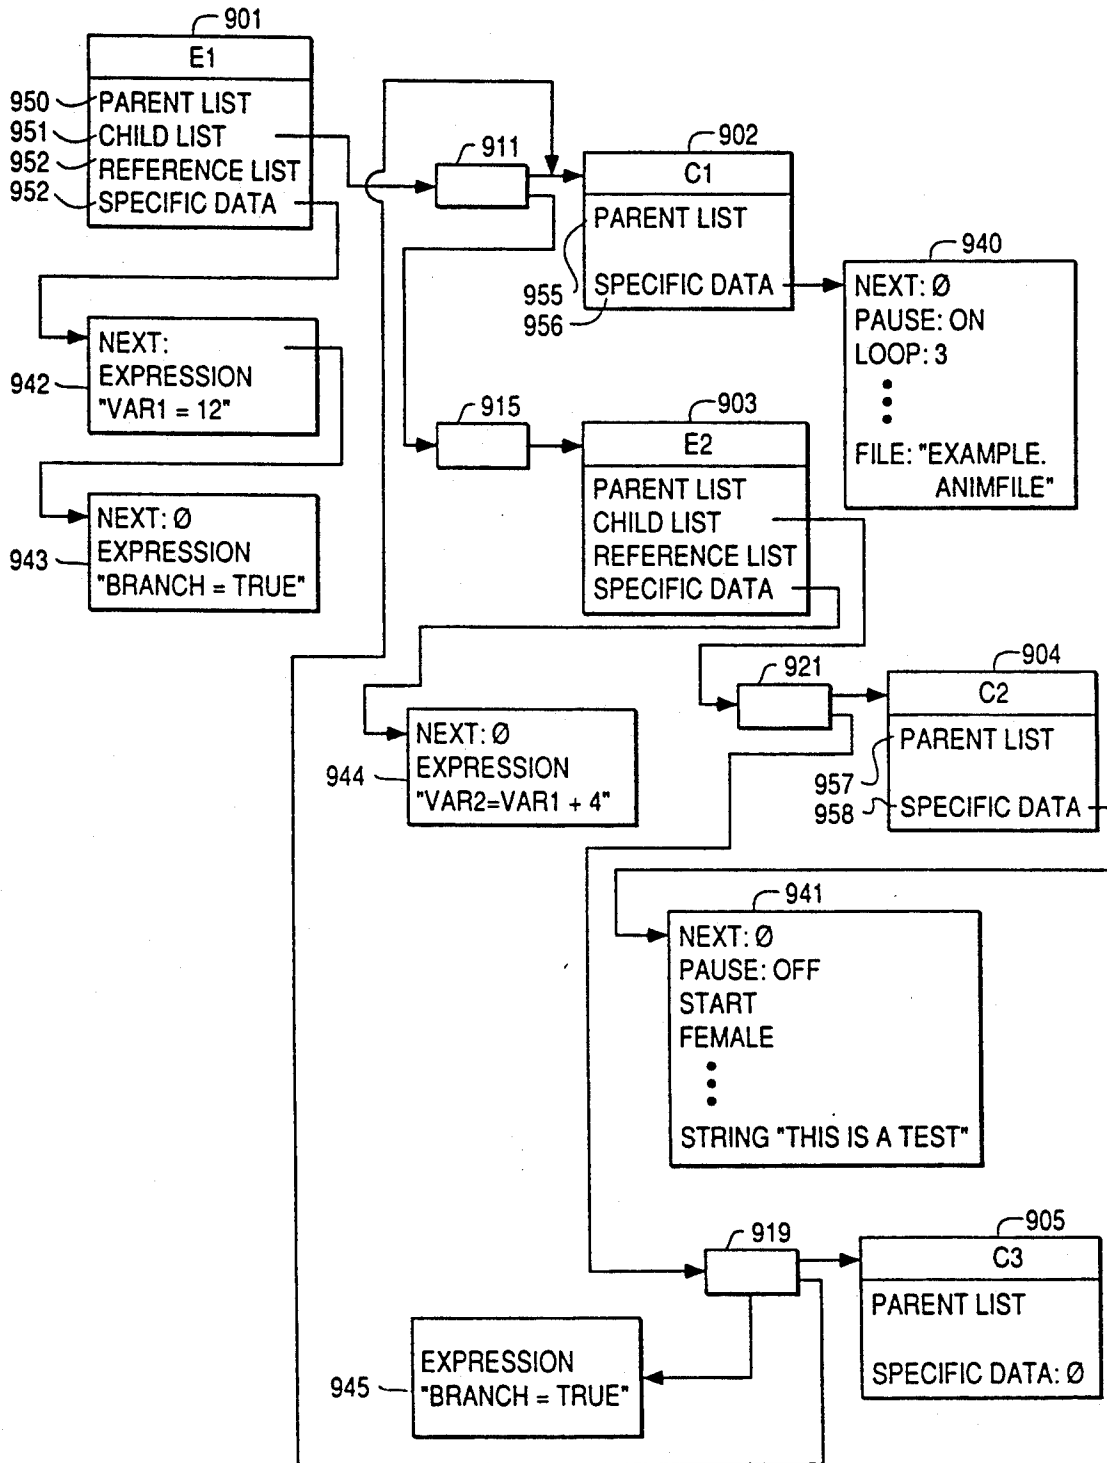 901
E1
950 PARENT LIST
951 CHILD LIST
952 REFERENCE LIST
952 SPECIFIC DATA
911
902
C1
PARENT LIST
SPECIFIC DATA
955
956
940
NEXT: Ø
PAUSE: ON
LOOP: 3
FILE: "EXAMPLE.
ANIMFILE"
942
NEXT:
EXPRESSION
"VAR1 = 12"
943
NEXT: Ø
EXPRESSION
"BRANCH = TRUE"
915
903
E2
PARENT LIST
CHILD LIST
REFERENCE LIST
SPECIFIC DATA
944
NEXT: Ø
EXPRESSION
"VAR2=VAR1 + 4"
921
904
C2
PARENT LIST
957
958 SPECIFIC DATA
941
NEXT: Ø
PAUSE: OFF
START
FEMALE
STRING "THIS IS A TEST"
919
905
C3
PARENT LIST
SPECIFIC DATA: Ø
945
EXPRESSION
"BRANCH = TRUE"